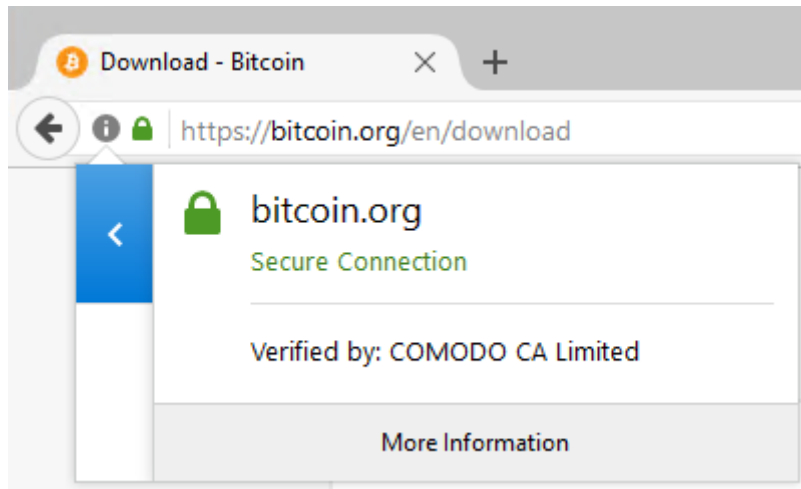 Download - Bitcoin
https://bitcoin.org/en/download
bitcoin.org
Secure Connection
Verified by: COMODO CA Limited
More Information